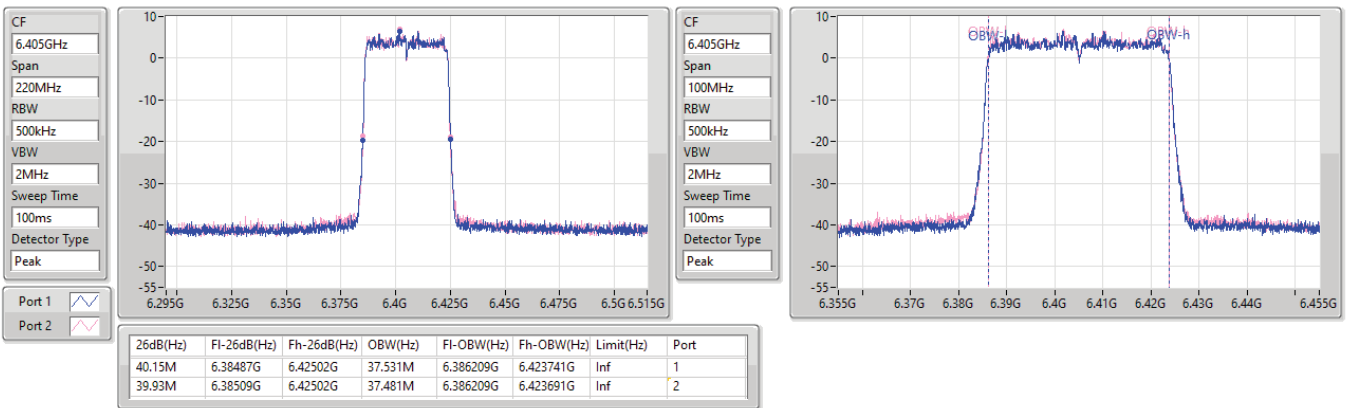 CF
6.405GHz
Span
220MHz
RBW
500kHz
VBW
2MHz
Sweep Time
100ms
Detector Type
Peak
Port 1
Port 2
10
0
-10
-20
-30
-40
-50
-55
6.295G 6.325G 6.35G 6.375G 6.4G 6.425G 6.45G 6.475G 6.5G 6.515G
CF
6.405GHz
Span
100MHz
RBW
500kHz
VBW
2MHz
Sweep Time
100ms
Detector Type
Peak
10
0
-10
-20
-30
-40
-50
-55
OBW-h
6.355G 6.37G 6.38G 6.39G 6.4G 6.41G 6.42G 6.43G 6.44G 6.455G
26dB(Hz) Fl-26dB(Hz) Fh-26dB(Hz) OBW(Hz) Fl-OBW(Hz) Fh-OBW(Hz) Limit(Hz) Port
40.15M 6.38487G 6.42502G 37.531M 6.386209G 6.423741G Inf 1
39.93M 6.38509G 6.42502G 37.481M 6.386209G 6.423691G Inf 2